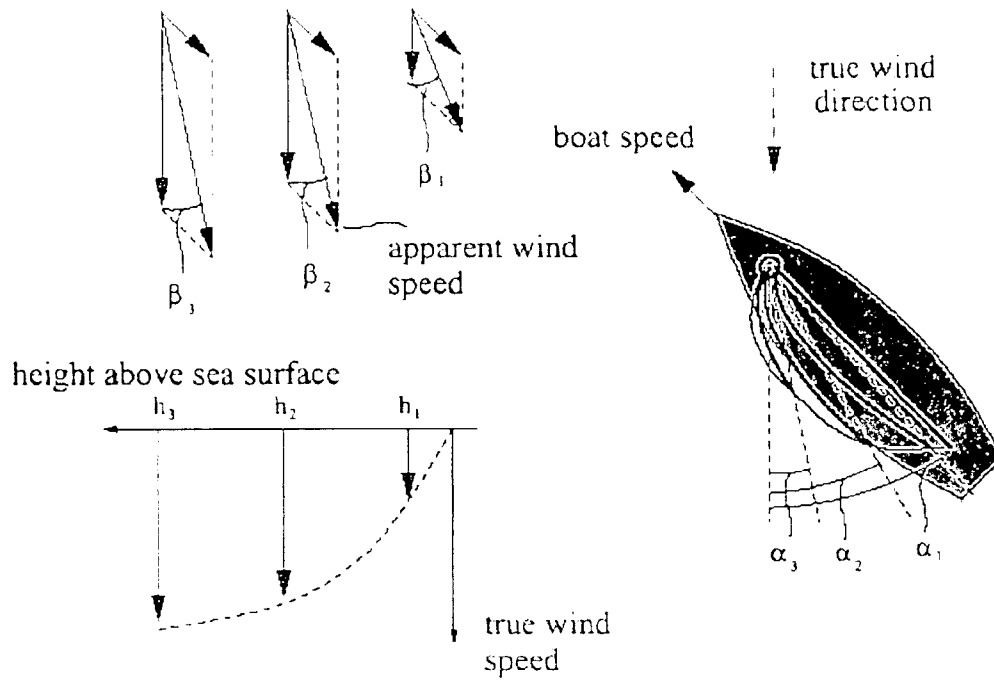 true wind
direction
boat speed
β₁
β₂
β₃
apparent wind
speed
height above sea surface
h₃
h₂
h₁
true wind
speed
α₃
α₂
α₁